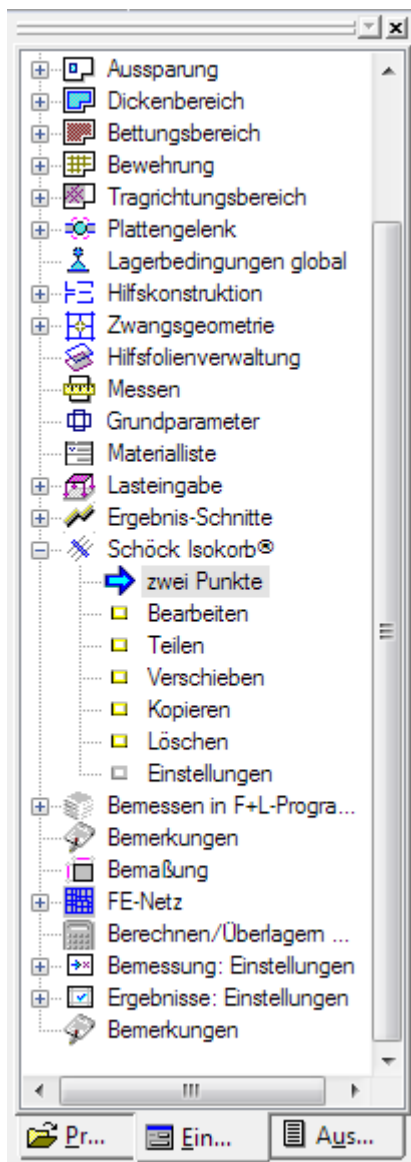 Aussparung
Dickenbereich
Bettungsbereich
Bewehrung
Tragrichtungsbereich
Plattengelenk
Lagerbedingungen global
Hilfskonstruktion
Zwangsgeometrie
Hilfsfolienverwaltung
Messen
Grundparameter
Materialliste
Lasteingabe
Ergebnis-Schnitte
Schöck Isokorb®
zwei Punkte
Bearbeiten
Teilen
Verschieben
Kopieren
Löschen
Einstellungen
Bemessen in F+L-Progra...
Bemerkungen
Bemaßung
FE-Netz
Berechnen/Überlagern ...
Bemessung: Einstellungen
Ergebnisse: Einstellungen
Bemerkungen
Pr... Ein... Aus...